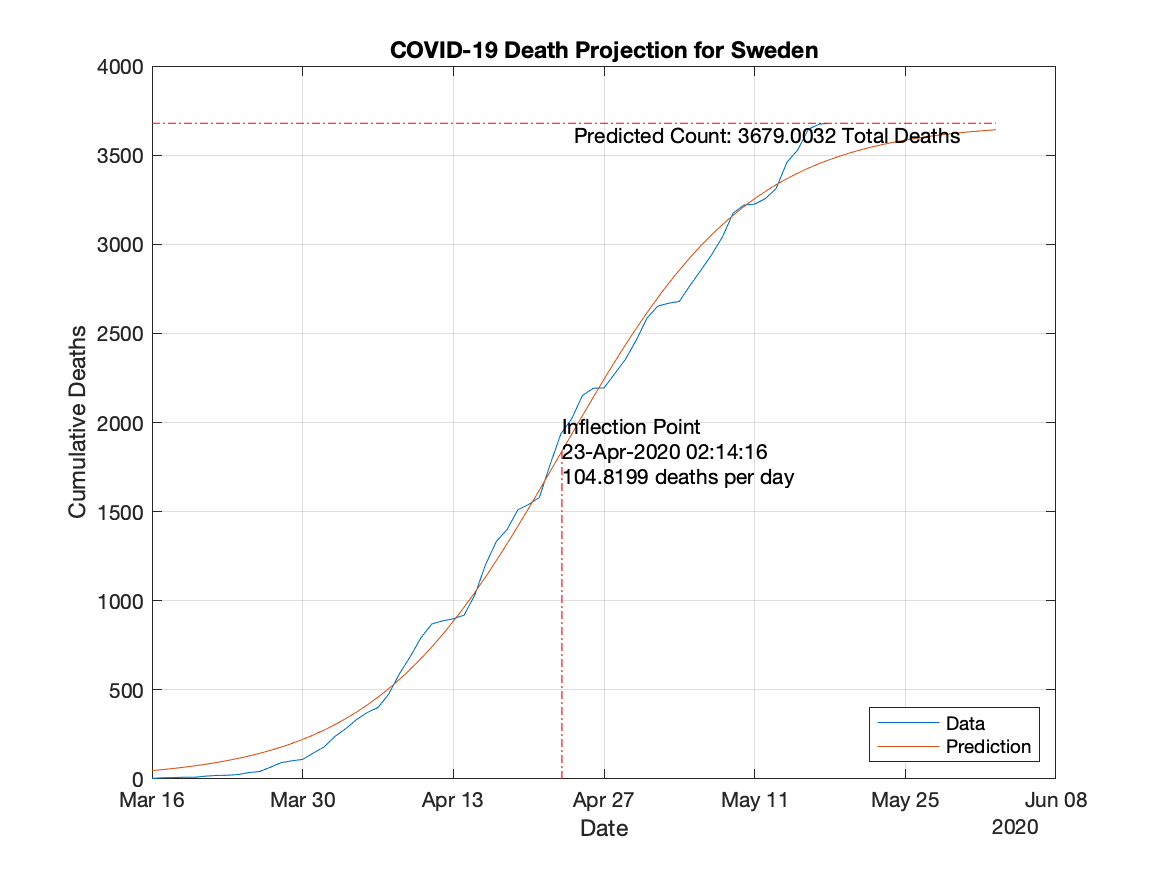 COVID-19 Death Projection for Sweden
4000
3500
3000
2500
2000
1500
1000
500
0
Cumulative Deaths
Predicted Count: 3679.0032 Total Deaths
Inflection Point
23-Apr-2020 02:14:16
104.8199 deaths per day
Data
Prediction
Mar 16 Mar 30 Apr 13 Apr 27 May 11 May 25 Jun 08
Date
2020